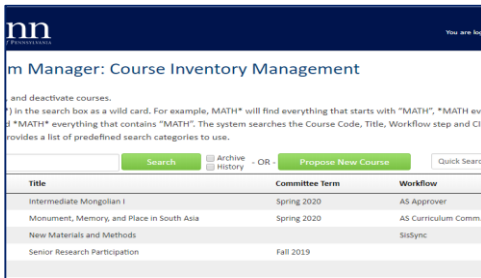 nn
of PENNSYLVANIA
You are log
m Manager: Course Inventory Management
, and deactivate courses.
*) in the search box as a wild card. For example, MATH* will find everything that starts with "MATH", *MATH ev
d *MATH* everything that contains "MATH". The system searches the Course Code, Title, Workflow step and CI
rovides a list of predefined search categories to use.
Search Archive - OR - Propose New Course Quick Searc
History
Title Committee Term Workflow
Intermediate Mongolian I Spring 2020 AS Approver
Monument, Memory, and Place in South Asia Spring 2020 AS Curriculum Comm.
New Materials and Methods SisSync
Senior Research Participation Fall 2019